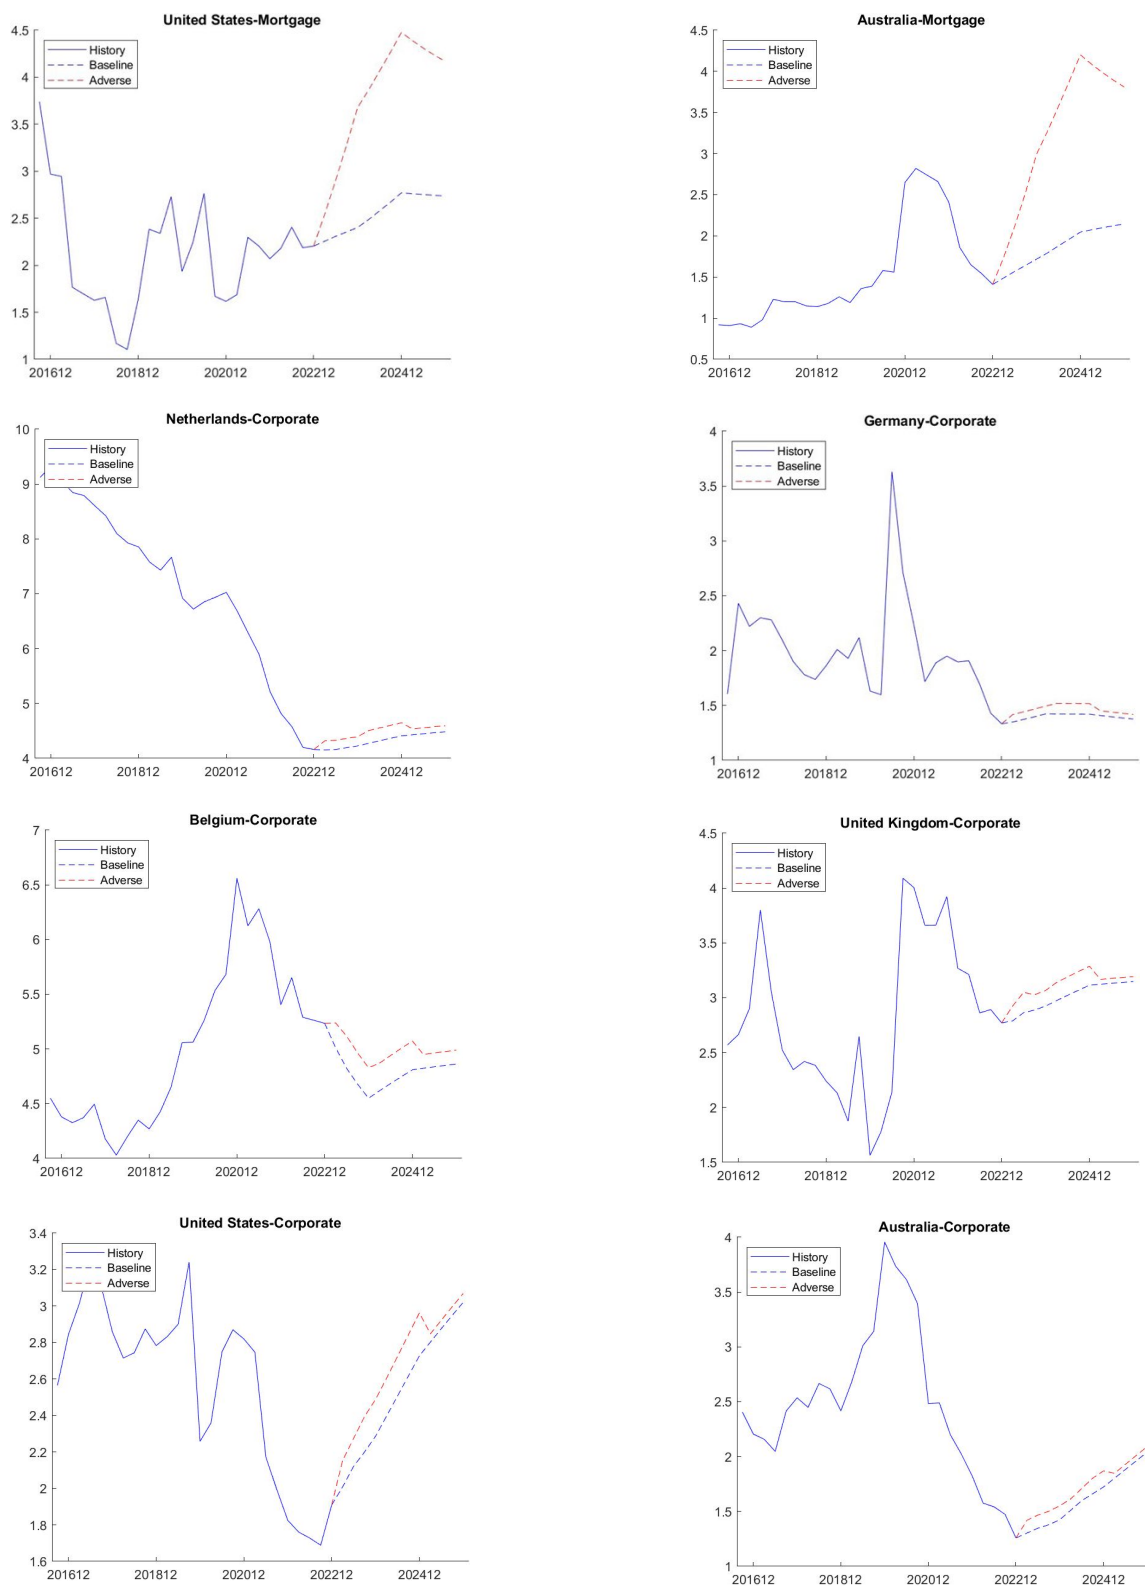 United States-Mortgage
4.5
4
3.5
3
2.5
2
1.5
1
History
Baseline
Adverse
201612 201812 202012 202212 202412
Australia-Mortgage
4.5
4
3.5
3
2.5
2
1.5
1
0.5
History
Baseline
Adverse
201612 201812 202012 202212 202412
Netherlands-Corporate
10
9
8
7
6
5
4
History
Baseline
Adverse
201612 201812 202012 202212 202412
Germany-Corporate
4
3.5
3
2.5
2
1.5
1
History
Baseline
Adverse
201612 201812 202012 202212 202412
Belgium-Corporate
7
6.5
6
5.5
5
4.5
4
History
Baseline
Adverse
201612 201812 202012 202212 202412
United Kingdom-Corporate
4.5
4
3.5
3
2.5
2
1.5
History
Baseline
Adverse
201612 201812 202012 202212 202412
United States-Corporate
3.4
3.2
3
2.8
2.6
2.4
2.2
2
1.8
1.6
History
Baseline
Adverse
201612 201812 202012 202212 202412
Australia-Corporate
4
3.5
3
2.5
2
1.5
1
History
Baseline
Adverse
201612 201812 202012 202212 202412